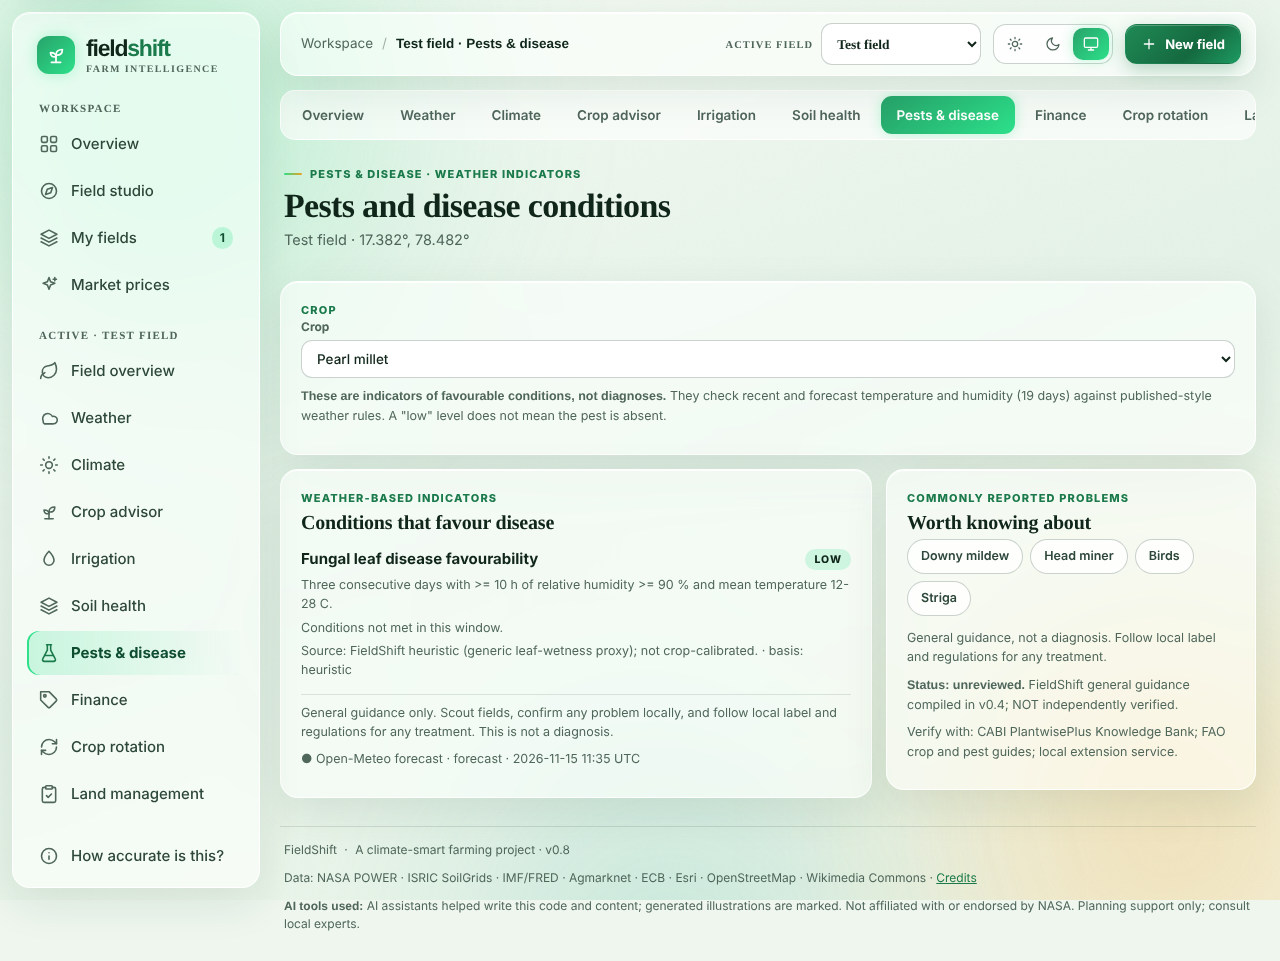 fieldshift
FARM INTELLIGENCE
WORKSPACE
Overview
Field studio
My fields 1
Market prices
ACTIVE · TEST FIELD
Field overview
Weather
Climate
Crop advisor
Irrigation
Soil health
Pests & disease
Finance
Crop rotation
Land management
How accurate is this?
Workspace / Test field · Pests & disease
ACTIVE FIELD Test field
+ New field
Overview Weather Climate Crop advisor Irrigation Soil health Pests & disease Finance Crop rotation
PESTS & DISEASE · WEATHER INDICATORS
Pests and disease conditions
Test field · 17.382°, 78.482°
CROP
Crop
Pearl millet
These are indicators of favourable conditions, not diagnoses. They check recent and forecast temperature and humidity (19 days) against published-style
weather rules. A "low" level does not mean the pest is absent.
WEATHER-BASED INDICATORS
Conditions that favour disease
Fungal leaf disease favourability LOW
Three consecutive days with >= 10 h of relative humidity >= 90 % and mean temperature 12-
28 C.
Conditions not met in this window.
Source: FieldShift heuristic (generic leaf-wetness proxy); not crop-calibrated. · basis:
heuristic
General guidance only. Scout fields, confirm any problem locally, and follow local label and
regulations for any treatment. This is not a diagnosis.
● Open-Meteo forecast · forecast · 2026-11-15 11:35 UTC
COMMONLY REPORTED PROBLEMS
Worth knowing about
Downy mildew Head miner Birds
Striga
General guidance, not a diagnosis. Follow local label
and regulations for any treatment.
Status: unreviewed. FieldShift general guidance
compiled in v0.4; NOT independently verified.
Verify with: CABI PlantwisePlus Knowledge Bank; FAO
crop and pest guides; local extension service.
FieldShift · A climate-smart farming project · v0.8
Data: NASA POWER · ISRIC SoilGrids · IMF/FRED · Agmarknet · ECB · Esri · OpenStreetMap · Wikimedia Commons · Credits
AI tools used: AI assistants helped write this code and content; generated illustrations are marked. Not affiliated with or endorsed by NASA. Planning support only; consult
local experts.